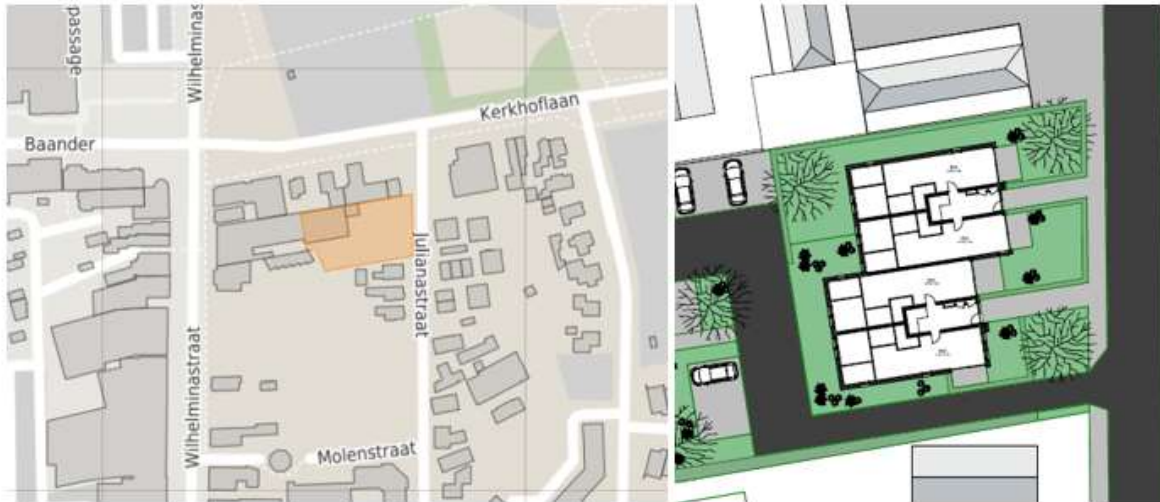 passage
Wilhelminas
Baander
Kerkhoflaan
Julianastraat
Wilhelminastraat
Molenstraat